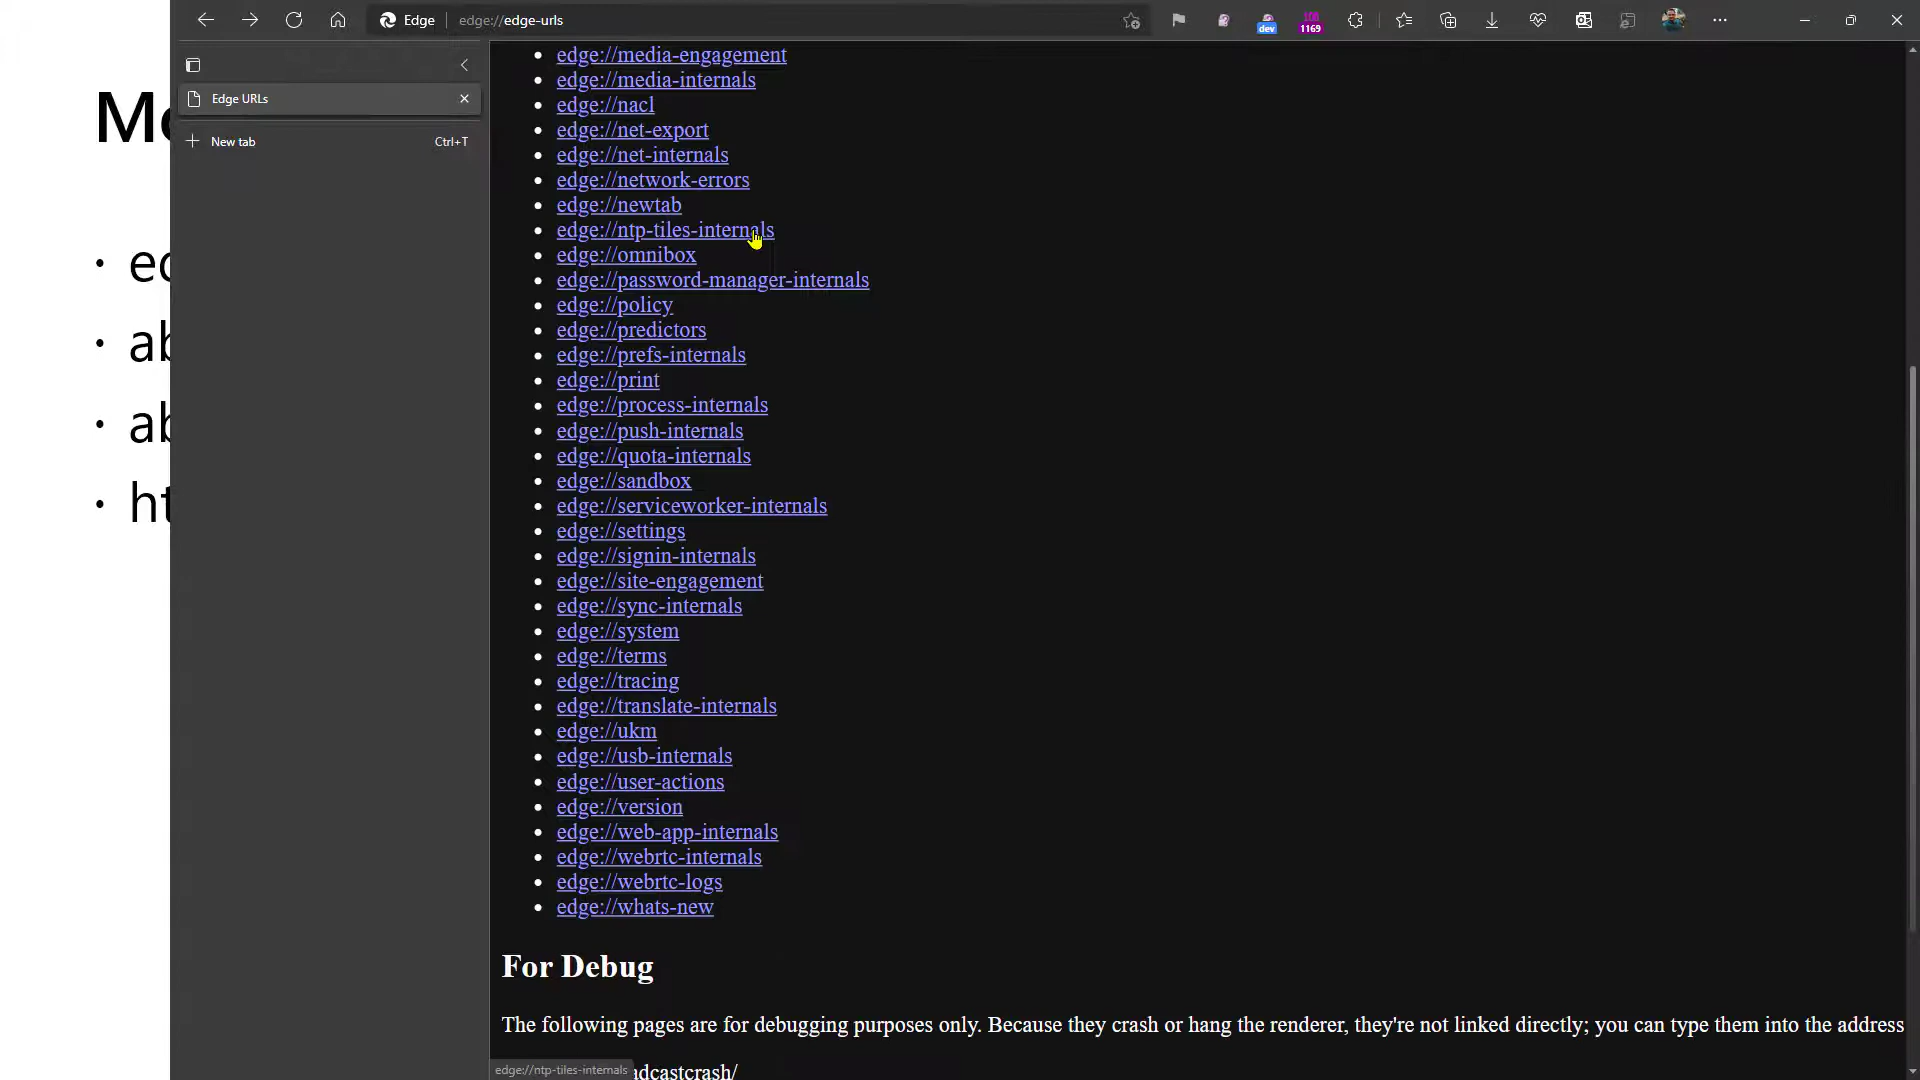 Edge
edge://edge-urls
dev
108
1169
Edge URLs
New tab
Ctrl+T
edge://media-engagement
edge://media-internals
edge://nacl
edge://net-export
edge://net-internals
edge://network-errors
edge://newtab
edge://ntp-tiles-internals
edge://omnibox
edge://password-manager-internals
edge://policy
edge://predictors
edge://prefs-internals
edge://print
edge://process-internals
edge://push-internals
edge://quota-internals
edge://sandbox
edge://serviceworker-internals
edge://settings
edge://signin-internals
edge://site-engagement
edge://sync-internals
edge://system
edge://terms
edge://tracing
edge://translate-internals
edge://ukm
edge://usb-internals
edge://user-actions
edge://version
edge://web-app-internals
edge://webrtc-internals
edge://webrtc-logs
edge://whats-new
For Debug
The following pages are for debugging purposes only. Because they crash or hang the renderer, they're not linked directly; you can type them into the address
edge://ntp-tiles-internals
adcastcrash/